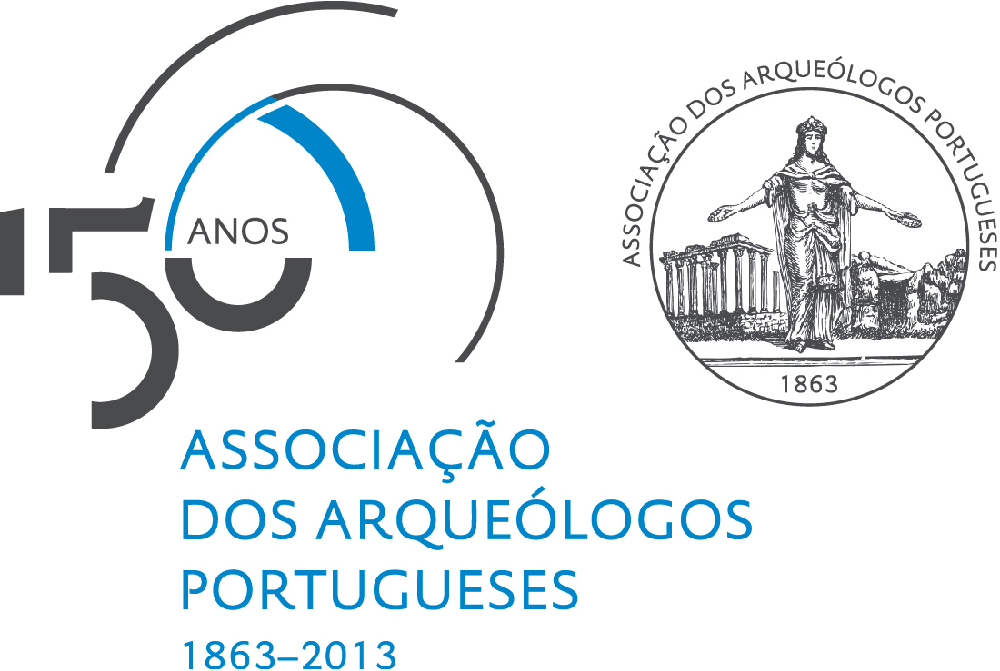 150
ANOS
ASSOCIAÇÃO
DOS ARQUEÓLOGOS
PORTUGUESES
1863–2013
ASSOCIAÇÃO DOS ARQUEÓLOGOS PORTUGUESES
1863